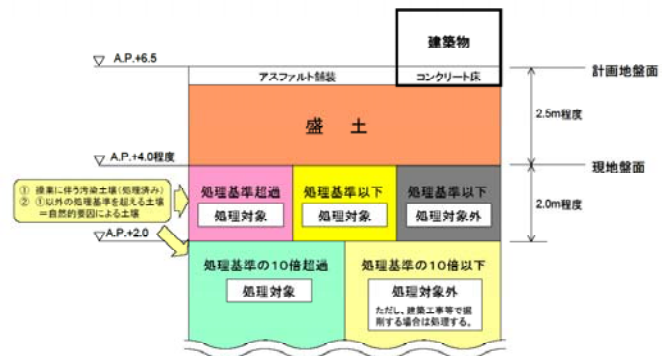 建築物
A.P.+6.5
アスファルト舗装
コンクリート床
計画地盤面
盛 土
2.5m程度
A.P.+4.0程度
現地盤面
① 操業に伴う汚染土壌(処理済み)
② ①以外の処理基準を超える土壌
=自然的要因による土壌
処理基準超過
処理対象
処理基準以下
処理対象
処理基準以下
処理対象外
2.0m程度
A.P.+2.0
処理基準の10倍超過
処理対象
処理基準の10倍以下
処理対象外
ただし、建築工事等で掘
削する場合は処理する。